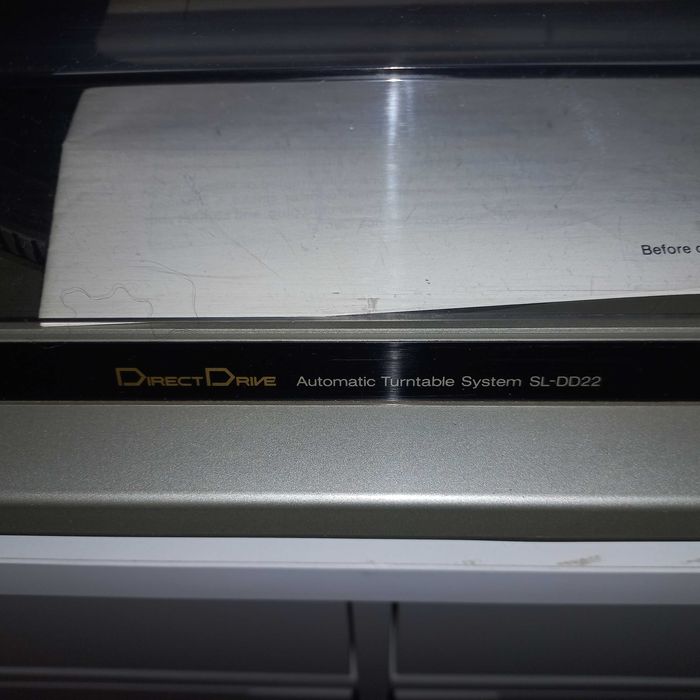 Before
DIRECT DRIVE Automatic Turntable System SL-DD22